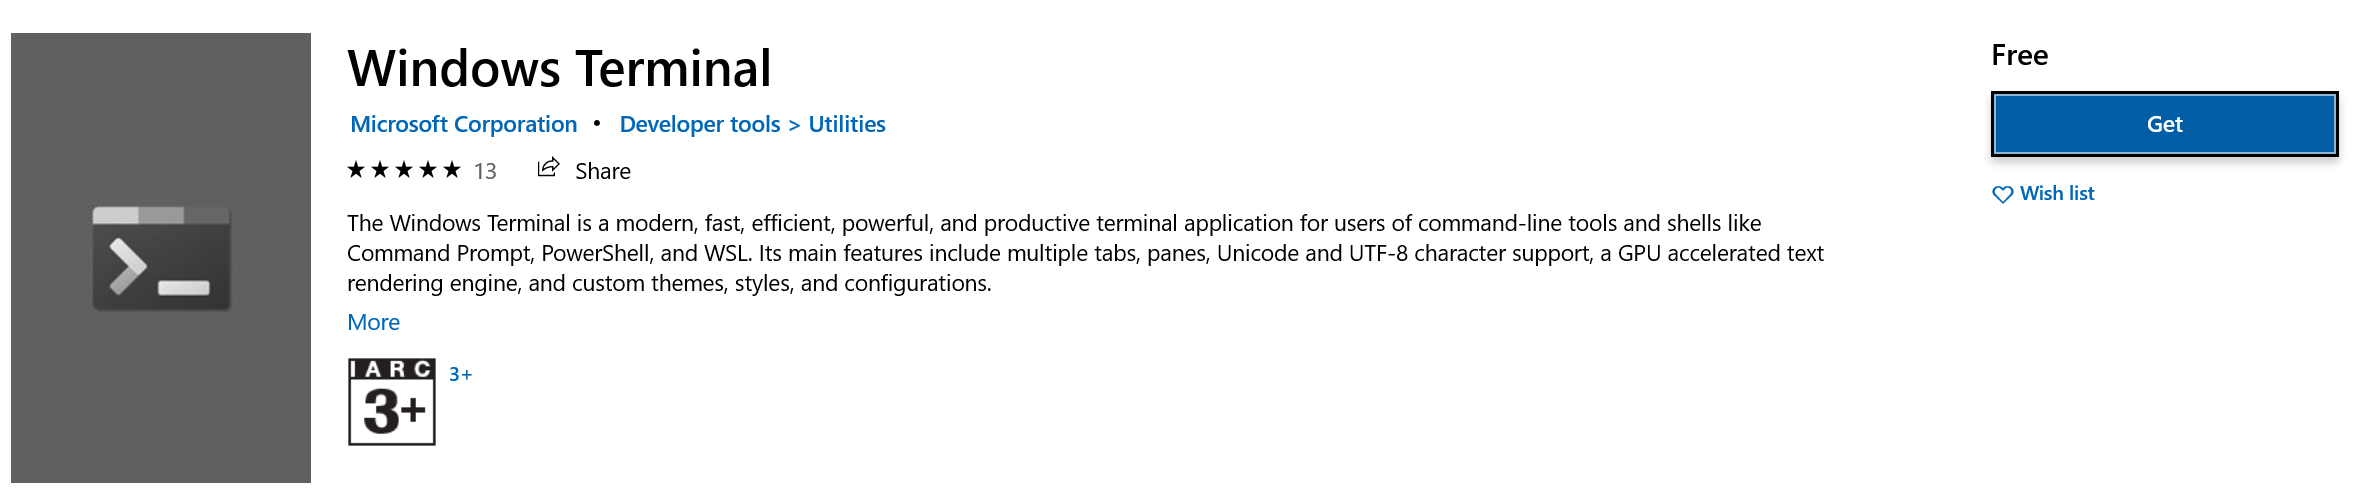 Windows Terminal
Microsoft Corporation • Developer tools > Utilities
★★★★★ 13 Share
The Windows Terminal is a modern, fast, efficient, powerful, and productive terminal application for users of command-line tools and shells like
Command Prompt, PowerShell, and WSL. Its main features include multiple tabs, panes, Unicode and UTF-8 character support, a GPU accelerated text
rendering engine, and custom themes, styles, and configurations.
More
IARC
3+
3+
Free
Get
Wish list